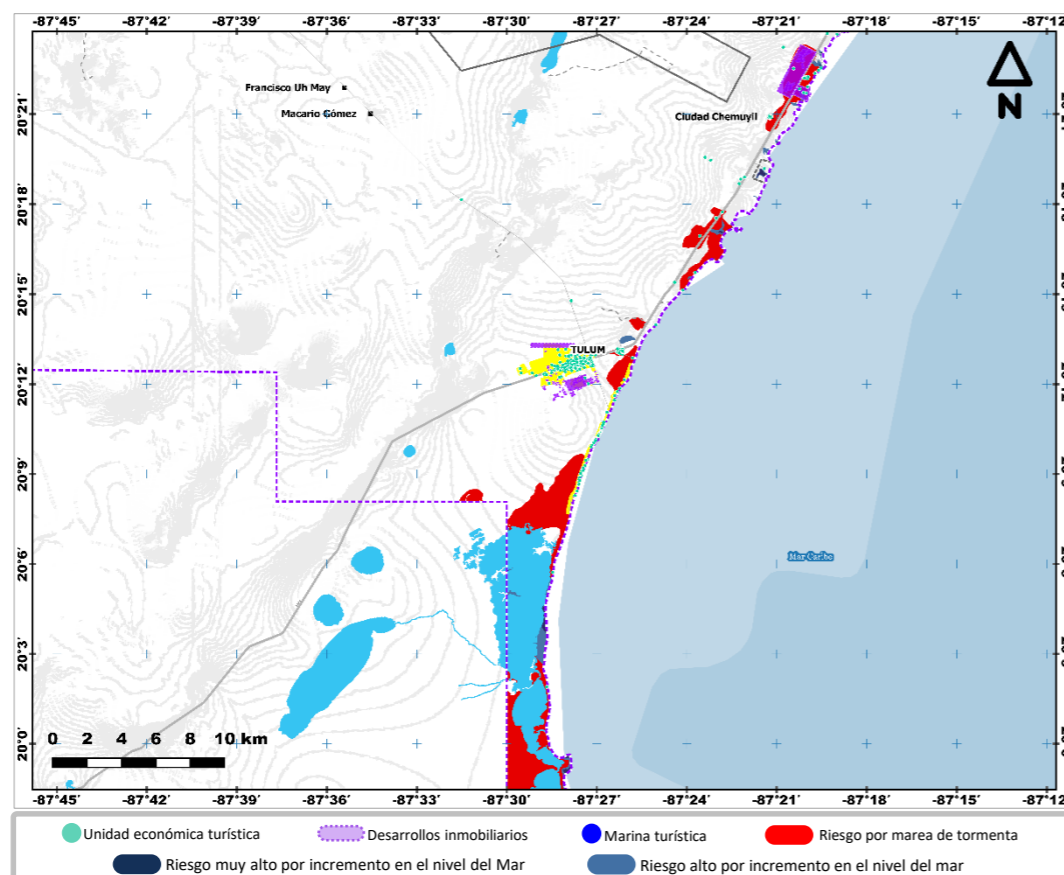 -87°45' -87°42' -87°39' -87°36' -87°33' -87°30' -87°27' -87°24' -87°21' -87°18' -87°15' -87°12'
N
Francisco Uh May
Macario Gómez
Ciudad Chemuyil
20°21'
20°18'
20°15'
TULUM
20°12'
20°9'
Mar Caribe
20°6'
20°3'
20°0'
0 2 4 6 8 10 km
-87°45' -87°42' -87°39' -87°36' -87°33' -87°30' -87°27' -87°24' -87°21' -87°18' -87°15' -87°12'
Unidad económica turística Desarrollos inmobiliarios Marina turística Riesgo por marea de tormenta
Riesgo muy alto por incremento en el nivel del Mar Riesgo alto por incremento en el nivel del mar